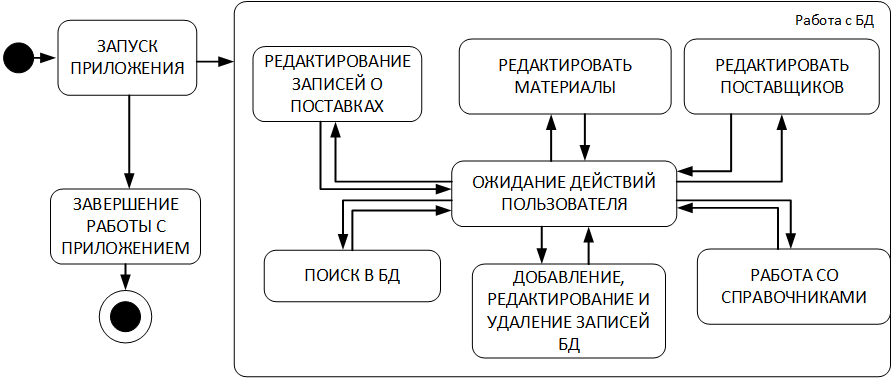 Работа с БД
ЗАПУСК
ПРИЛОЖЕНИЯ
РЕДАКТИРОВАНИЕ
ЗАПИСЕЙ О
ПОСТАВКАХ
РЕДАКТИРОВАТЬ
МАТЕРИАЛЫ
РЕДАКТИРОВАТЬ
ПОСТАВЩИКОВ
ОЖИДАНИЕ ДЕЙСТВИЙ
ПОЛЬЗОВАТЕЛЯ
ЗАВЕРШЕНИЕ
РАБОТЫ С
ПРИЛОЖЕНИЕМ
ПОИСК В БД
ДОБАВЛЕНИЕ,
РЕДАКТИРОВАНИЕ И
УДАЛЕНИЕ ЗАПИСЕЙ
БД
РАБОТА СО
СПРАВОЧНИКАМИ